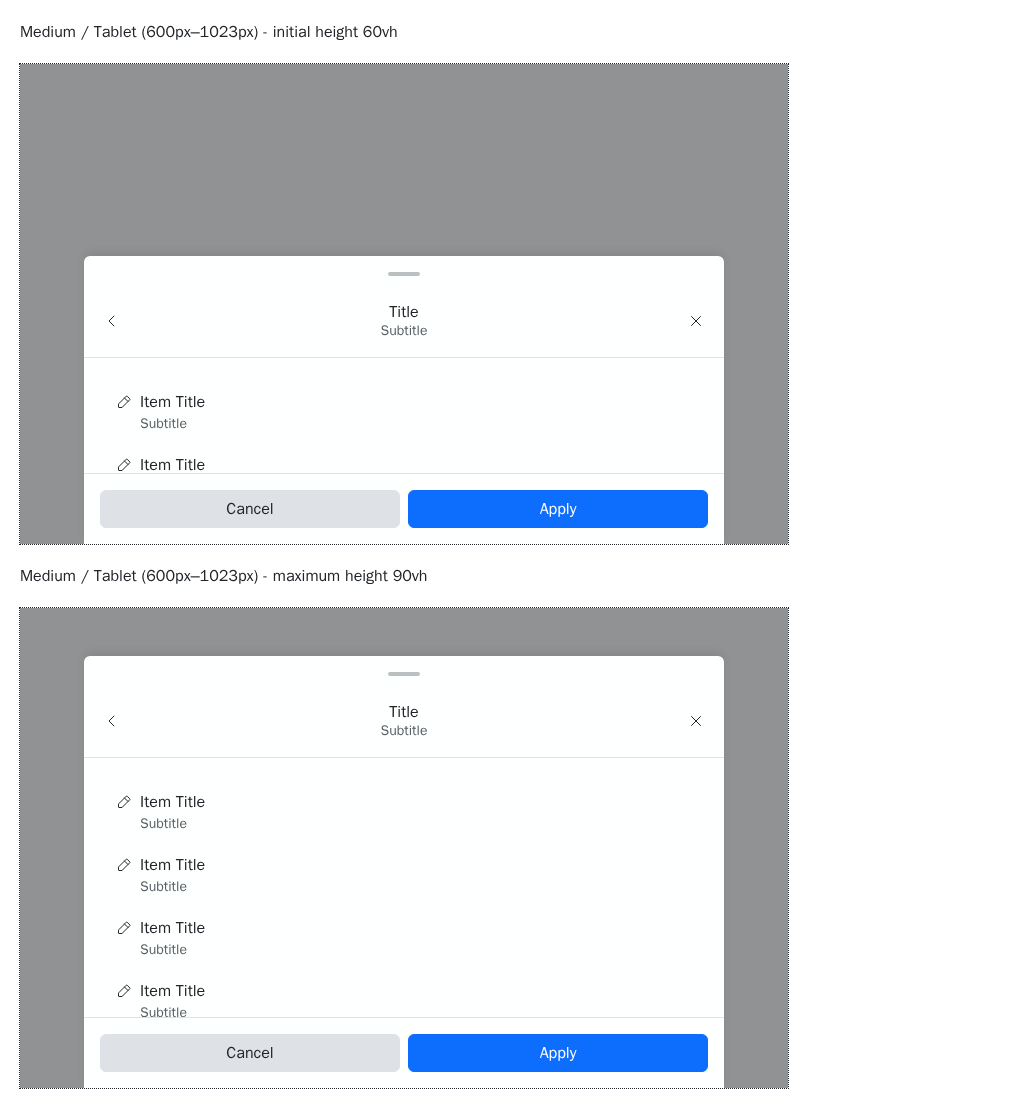 Medium / Tablet (600px–1023px) - initial height 60vh
Title
Subtitle
Item Title
Subtitle
Item Title
Cancel Apply
Medium / Tablet (600px–1023px) - maximum height 90vh
Title
Subtitle
Item Title
Subtitle
Item Title
Subtitle
Item Title
Subtitle
Item Title
Subtitle
Cancel Apply